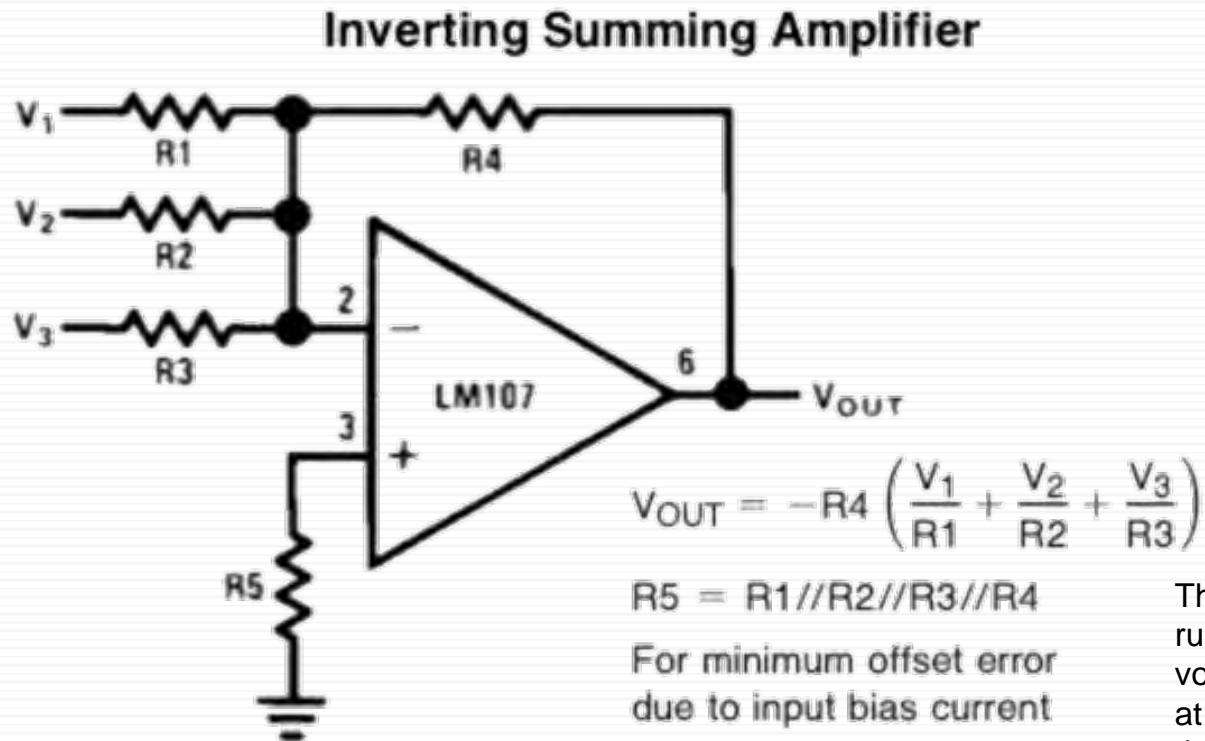 Inverting Summing Amplifier
V1
R1
R4
V2
R2
V3
R3
2
−
6
LM107
VOUT
3
+
VOUT = −R4 (V1/R1 + V2/R2 + V3/R3)
R5
R5 = R1//R2//R3//R4
For minimum offset error
due to input bias current
at